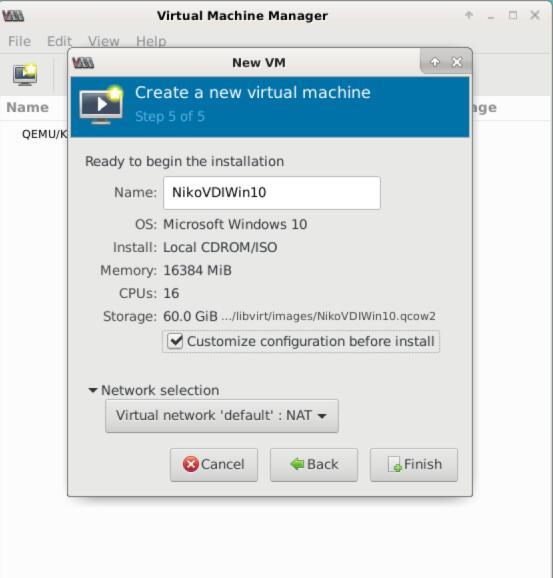 Virtual Machine Manager
File Edit View Help
New VM
Create a new virtual machine
Step 5 of 5
Name
QEMU/K
Ready to begin the installation
Name: NikoVDIWin10
OS: Microsoft Windows 10
Install: Local CDROM/ISO
Memory: 16384 MiB
CPUs: 16
Storage: 60.0 GiB .../libvirt/images/NikoVDIWin10.qcow2
Customize configuration before install
Network selection
Virtual network 'default' : NAT
Cancel Back Finish